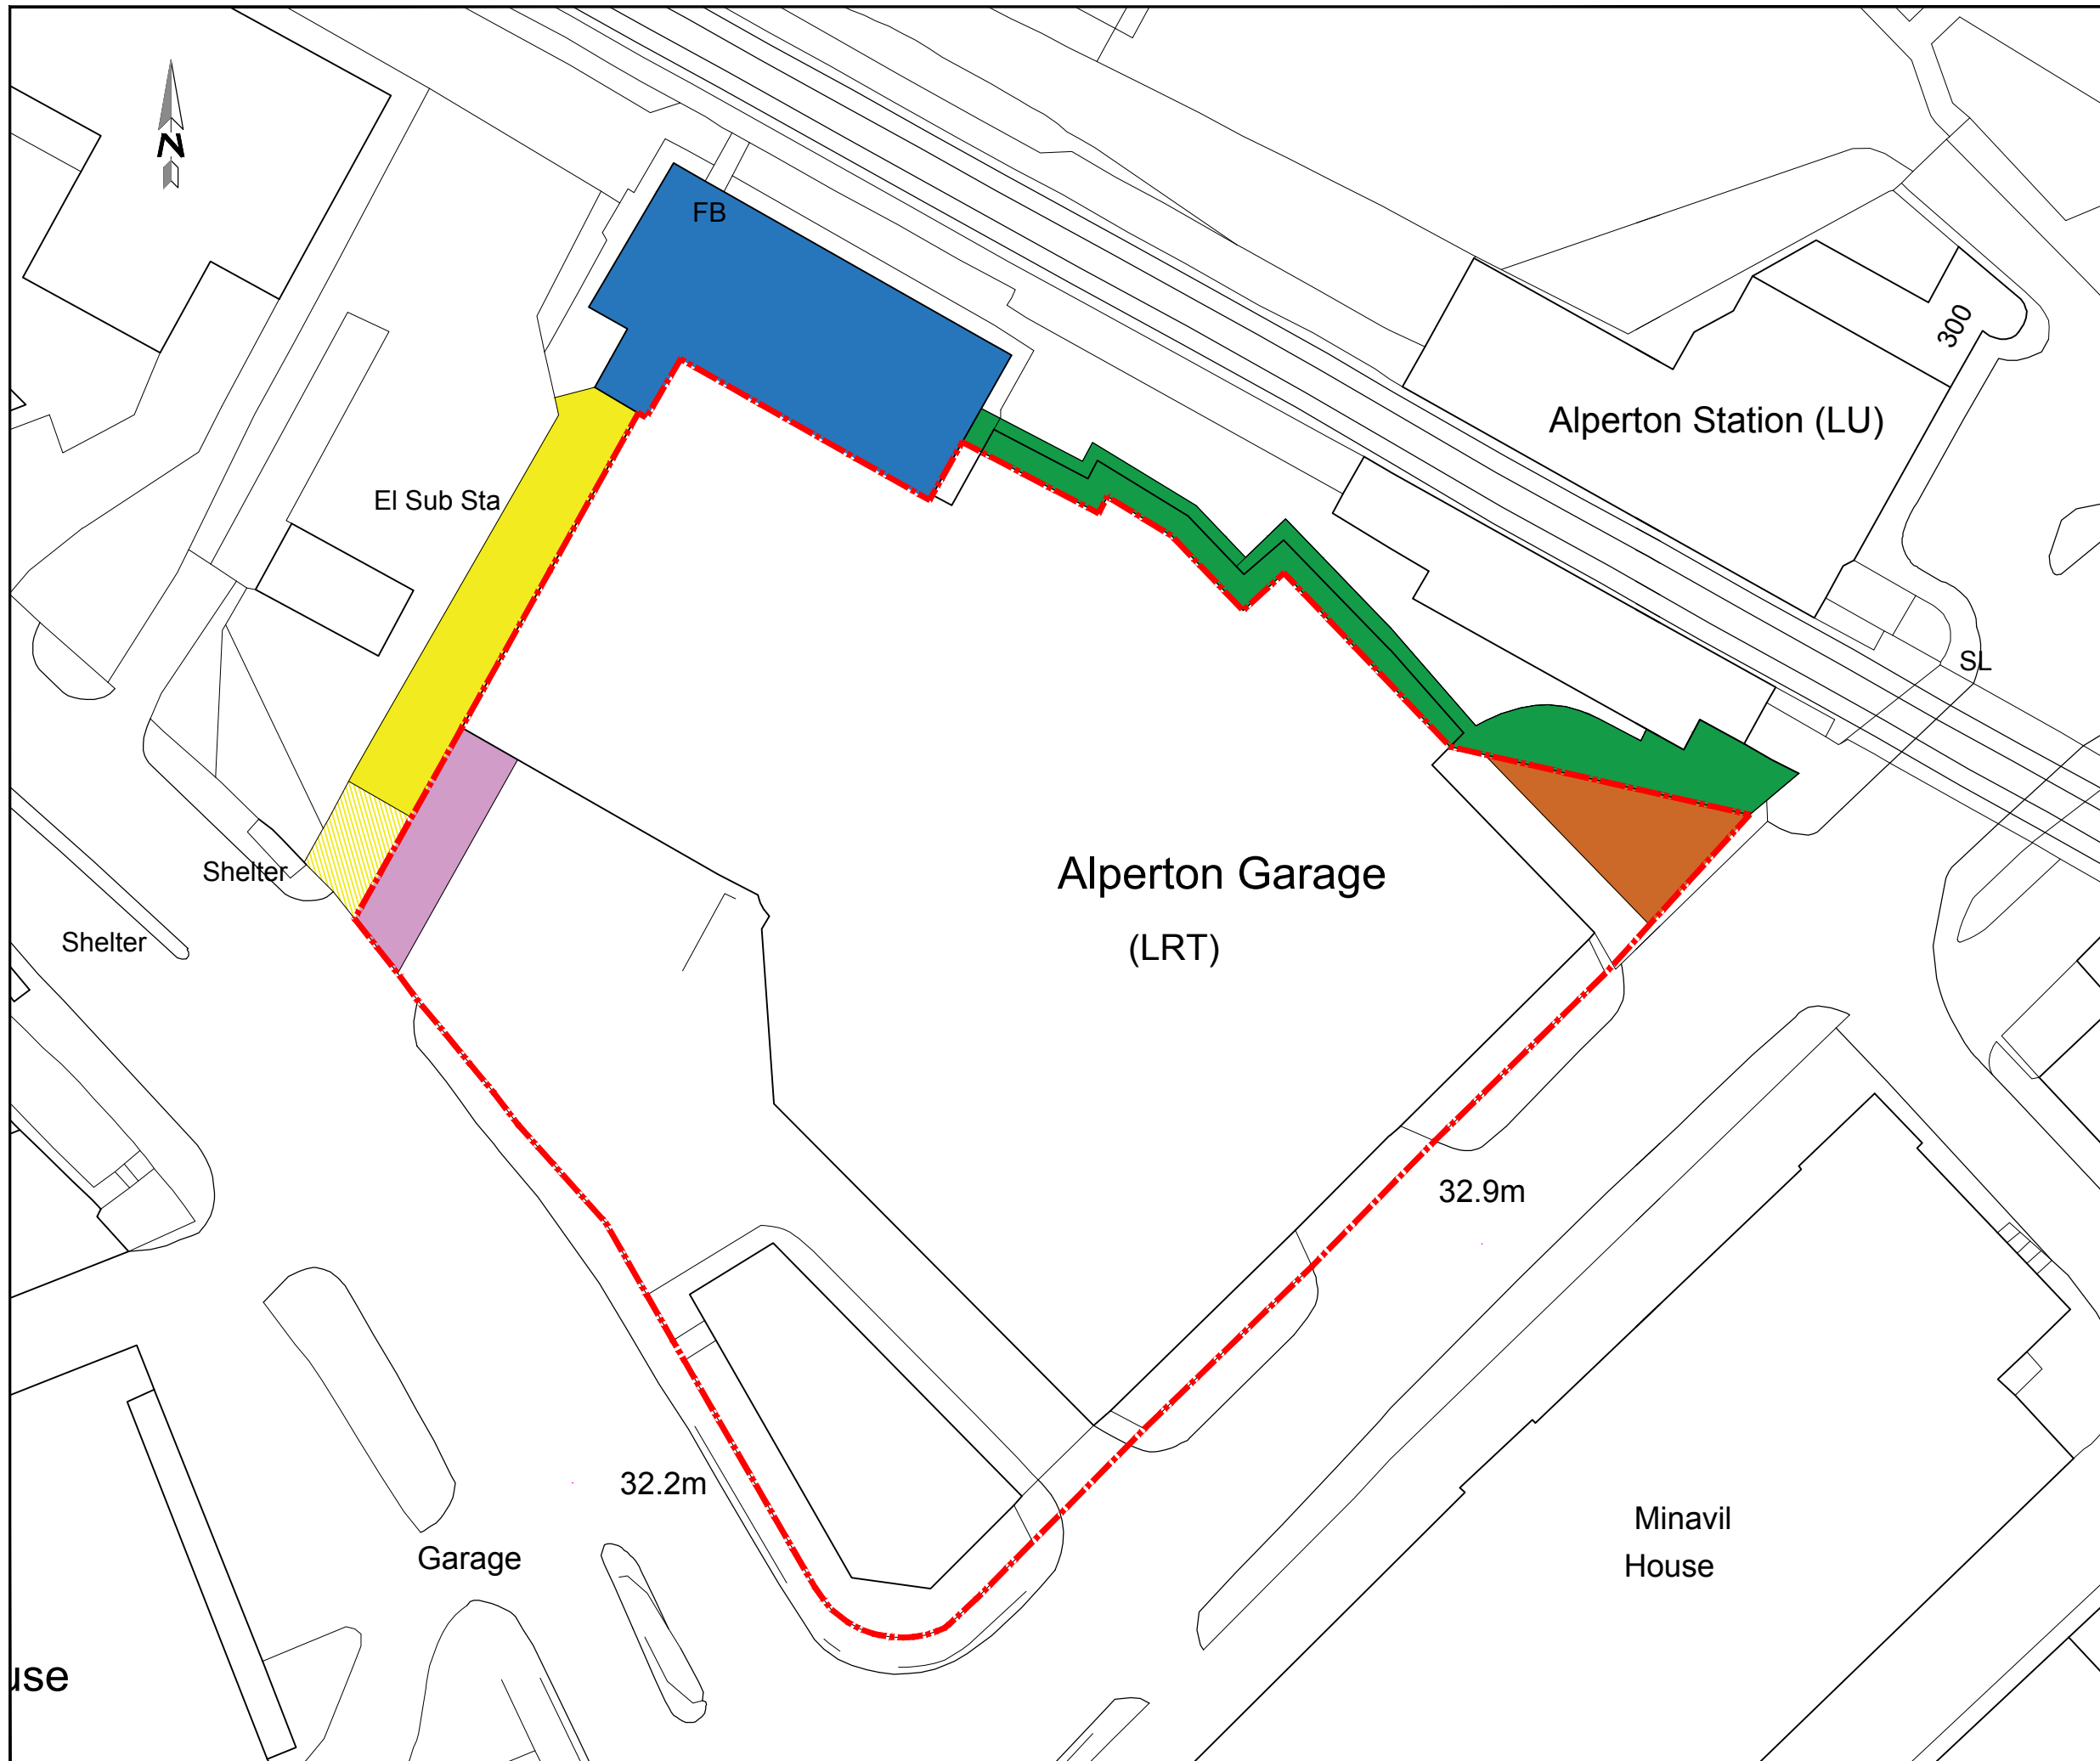 N
FB
300
Alperton Station (LU)
El Sub Sta
SL
Shelter
Alperton Garage
(LRT)
Shelter
32.9m
32.2m
Minavil
House
Garage
use